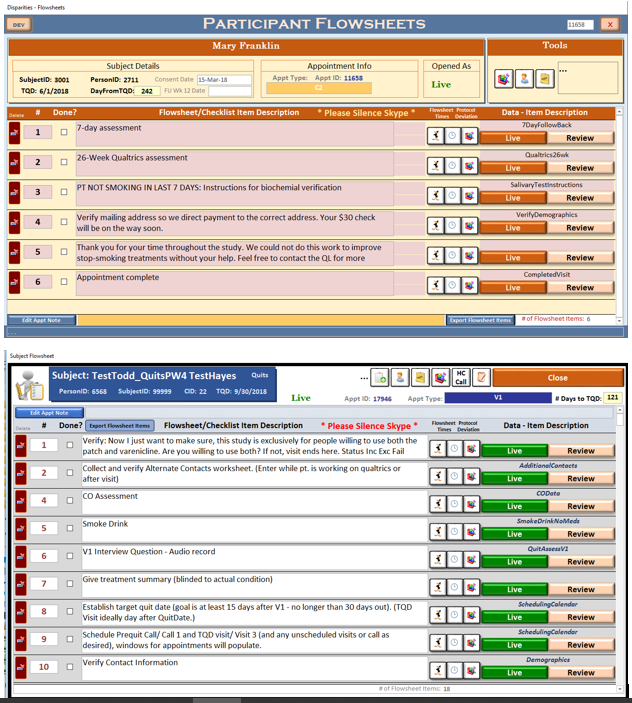 Disparities - Flowsheets
DEV
PARTICIPANT FLOWSHEETS
11658
X
Mary Franklin
Tools
Subject Details
Appointment Info
Opened As
SubjectID: 3001 PersonID: 2711 Consent Date 15-Mar-18
Appt Type: Appt ID: 11658
TQD: 6/1/2018 DayFromTQD: 242 FU Wk 12 Date
C2
Live
...
Delete # Done? Flowsheet/Checklist Item Description * Please Silence Skype * Flowsheet Times Protocol Deviation Data - Item Description
1 7-day assessment 7DayFollowBack
Live Review
2 26-Week Qualtrics assessment Qualtrics26wk
Live Review
3 PT NOT SMOKING IN LAST 7 DAYS: Instructions for biochemial verification SalivaryTestInstructions
Live Review
4 Verify mailing address so we direct payment to the correct address. Your $30 check VerifyDemographics
will be on the way soon. Live Review
5 Thank you for your time throughout the study. We could not do this work to improve
stop-smoking treatments without your help. Feel free to contact the QL for more Live Review
6 Appointment complete CompletedVisit
Live Review
Edit Appt Note Export Flowsheet Items # of Flowsheet Items: 6
Subject Flowsheet
Subject: TestTodd_QuitsPW4 TestHayes Quits
PersonID: 6568 SubjectID: 99999 CID: 22 TQD: 9/30/2018
Live
...
HC
Call
Close
Appt ID: 17946 Appt Type: V1 # Days to TQD: 121
Edit Appt Note
Delete # Done? Export Flowsheet Items Flowsheet/Checklist Item Description * Please Silence Skype * Flowsheet Times Protocol Deviation Data - Item Description
1 Verify: Now I just want to make sure, this study is exclusively for people willing to use both the
patch and varenicline. Are you willing to use both? If not, visit ends here. Status Inc Exc Fail Live Review
2 Collect and verify Alternate Contacts worksheet. (Enter while pt. is working on qualtrics or AdditionalContacts
after visit) Live Review
4 CO Assessment COData
Live Review
5 Smoke Drink SmokeDrinkNoMeds
Live Review
6 V1 Interview Question - Audio record QuitAssessV1
Live Review
7 Give treatment summary (blinded to actual condition)
Live Review
8 Establish target quit date (goal is at least 15 days after V1 - no longer than 30 days out). (TQD SchedulingCalendar
Visit ideally day after QuitDate.) Live Review
9 Schedule Prequit Call/ Call 1 and TQD visit/ Visit 3 (and any unscheduled visits or call as SchedulingCalendar
desired), windows for appointments will populate. Live Review
10 Verify Contact Information Demographics
Live Review
# of Flowsheet Items: 18